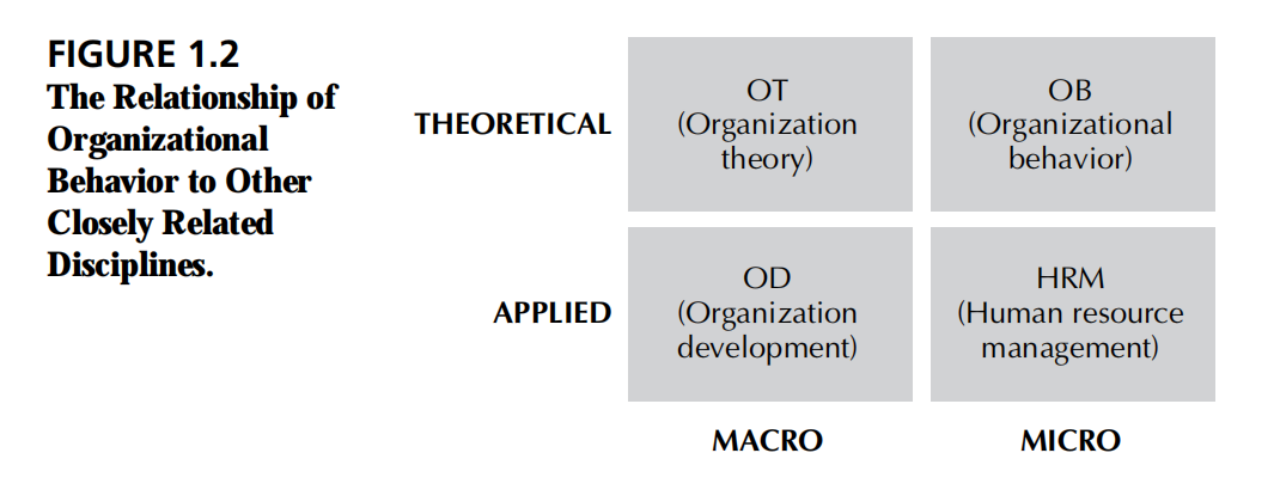 FIGURE 1.2
The Relationship of
Organizational
Behavior to Other
Closely Related
Disciplines.
THEORETICAL
OT
(Organization
theory)
OB
(Organizational
behavior)
APPLIED
OD
(Organization
development)
HRM
(Human resource
management)
MACRO
MICRO